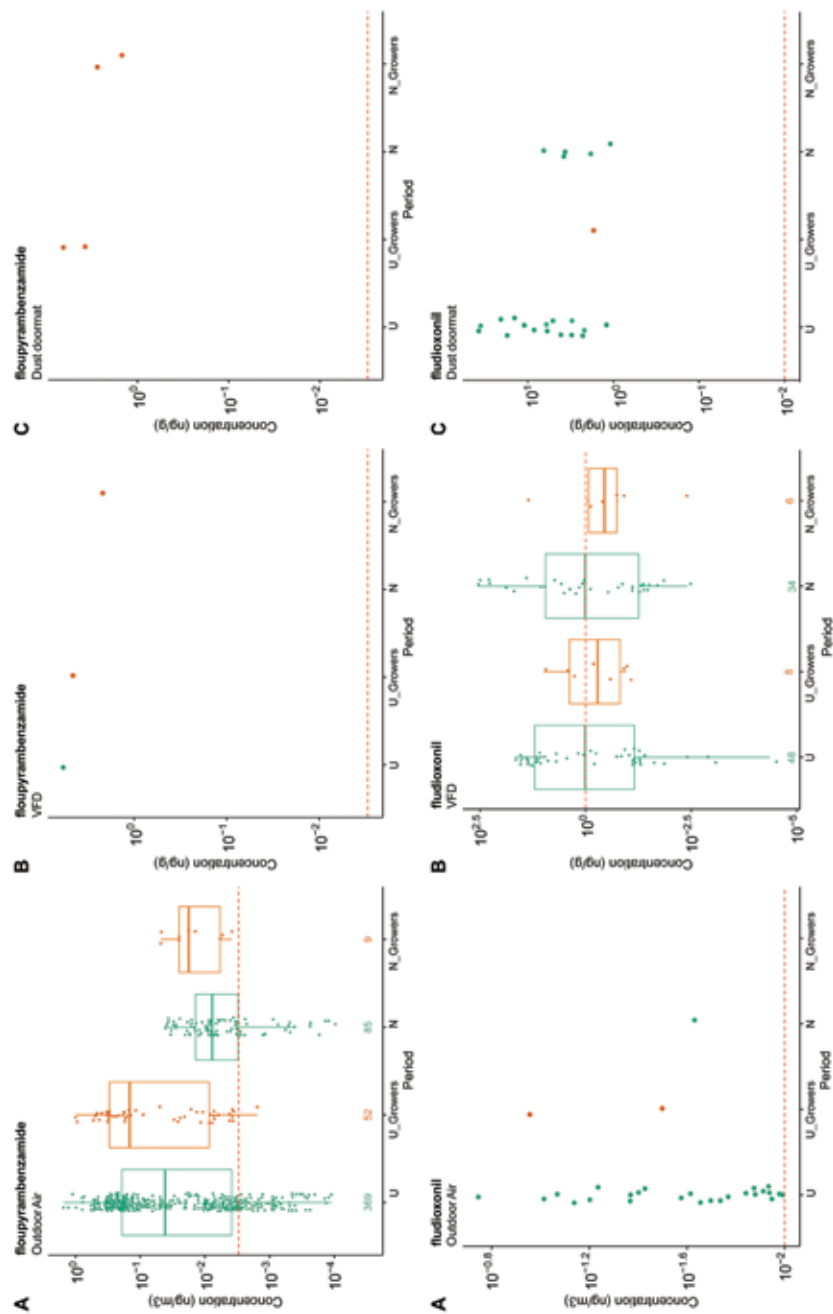 A
floupyrambenzamide
Outdoor Air
Concentration (ng/m3)
10^0
10^-1
10^-2
10^-3
10^-4
369
52
85
9
U
U_Growers
N
N_Growers
Period
B
floupyrambenzamide
VFD
Concentration (ng/g)
10^0
10^-1
10^-2
U
U_Growers
N
N_Growers
Period
C
floupyrambenzamide
Dust doormat
Concentration (ng/g)
10^0
10^-1
10^-2
U
U_Growers
N
N_Growers
Period
A
fludioxonil
Outdoor Air
Concentration (ng/m3)
10^-0.8
10^-1.2
10^-1.6
10^-2
U
U_Growers
N
N_Growers
Period
B
fludioxonil
VFD
Concentration (ng/g)
10^2.5
10^0
10^-2.5
10^-5
48
8
34
6
U
U_Growers
N
N_Growers
Period
C
fludioxonil
Dust doormat
Concentration (ng/g)
10^1
10^0
10^-1
10^-2
U
U_Growers
N
N_Growers
Period